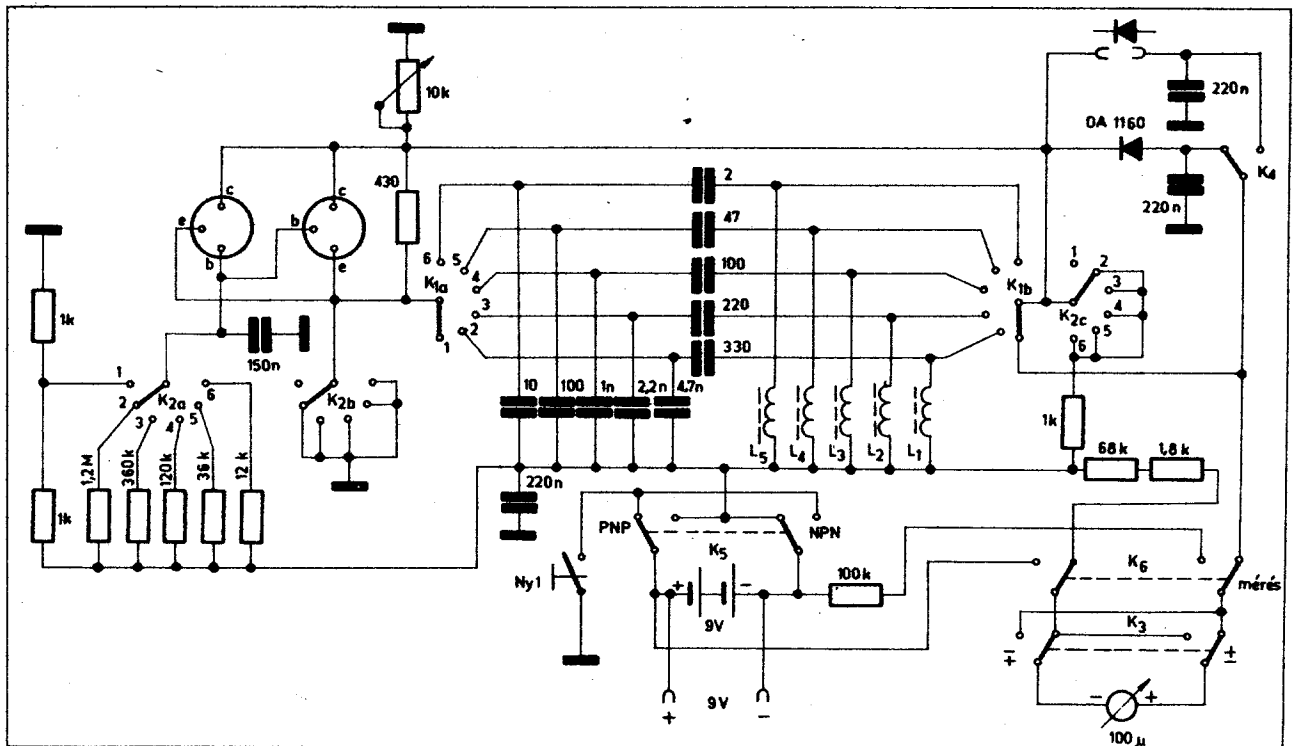 10k
220n
OA 1160
K4
220n
c
e
b
c
b
e
430
2
47
100
220
330
6
5
4
3
2
1
K1a
K1b
1
2
3
4
5
6
K2c
1k
150n
1
2
3
4
5
6
K2a
K2b
10
100
1n
2,2n
4,7n
L5
L4
L3
L2
L1
1k
68k
1,8k
1k
1,2M
360k
120k
36k
12k
220n
PNP
NPN
K5
Ny1
+
-
9V
100k
K6
mérés
K3
∓
±
+
9V
-
-
+
100µ